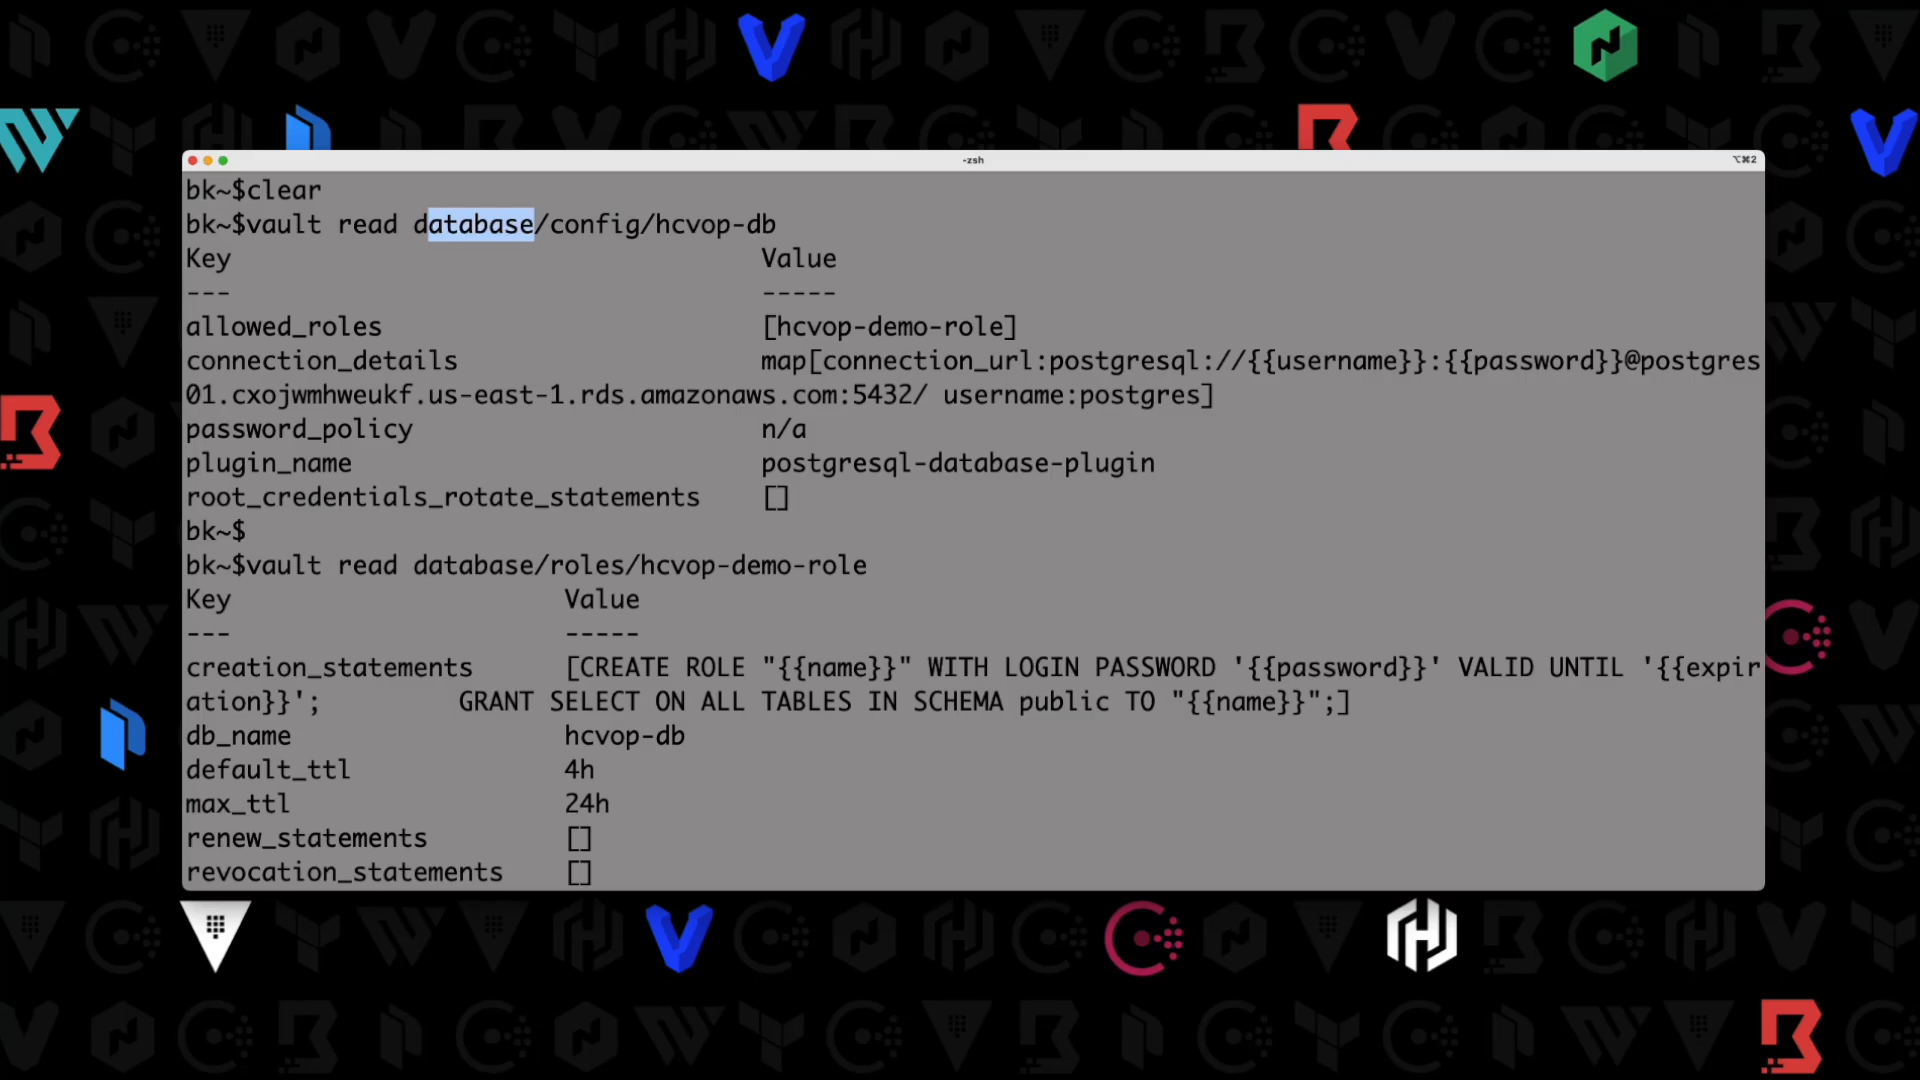 -zsh
⌥⌘2
bk~$clear
bk~$vault read database/config/hcvop-db
Key                                   Value
---                                   -----
allowed_roles                         [hcvop-demo-role]
connection_details                    map[connection_url:postgresql://{{username}}:{{password}}@postgres
01.cxojwmhweukf.us-east-1.rds.amazonaws.com:5432/ username:postgres]
password_policy                       n/a
plugin_name                           postgresql-database-plugin
root_credentials_rotate_statements    []
bk~$
bk~$vault read database/roles/hcvop-demo-role
Key                      Value
---                      -----
creation_statements      [CREATE ROLE "{{name}}" WITH LOGIN PASSWORD '{{password}}' VALID UNTIL '{{expir
ation}}';         GRANT SELECT ON ALL TABLES IN SCHEMA public TO "{{name}}";]
db_name                  hcvop-db
default_ttl              4h
max_ttl                  24h
renew_statements         []
revocation_statements    []